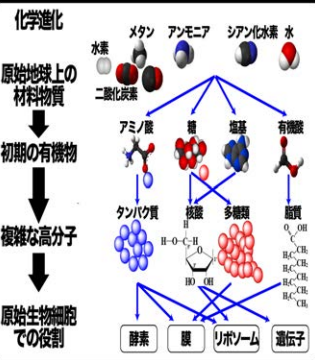 化学進化
メタン アンモニア シアン化水素 水
水素
二酸化炭素
原始地球上の
材料物質
アミノ酸 糖 塩基 有機酸
初期の有機物
タンパク質 核酸 多糖類 脂質
複雑な高分子
原始生物細胞
での役割
酵素 膜 リボソーム 遺伝子